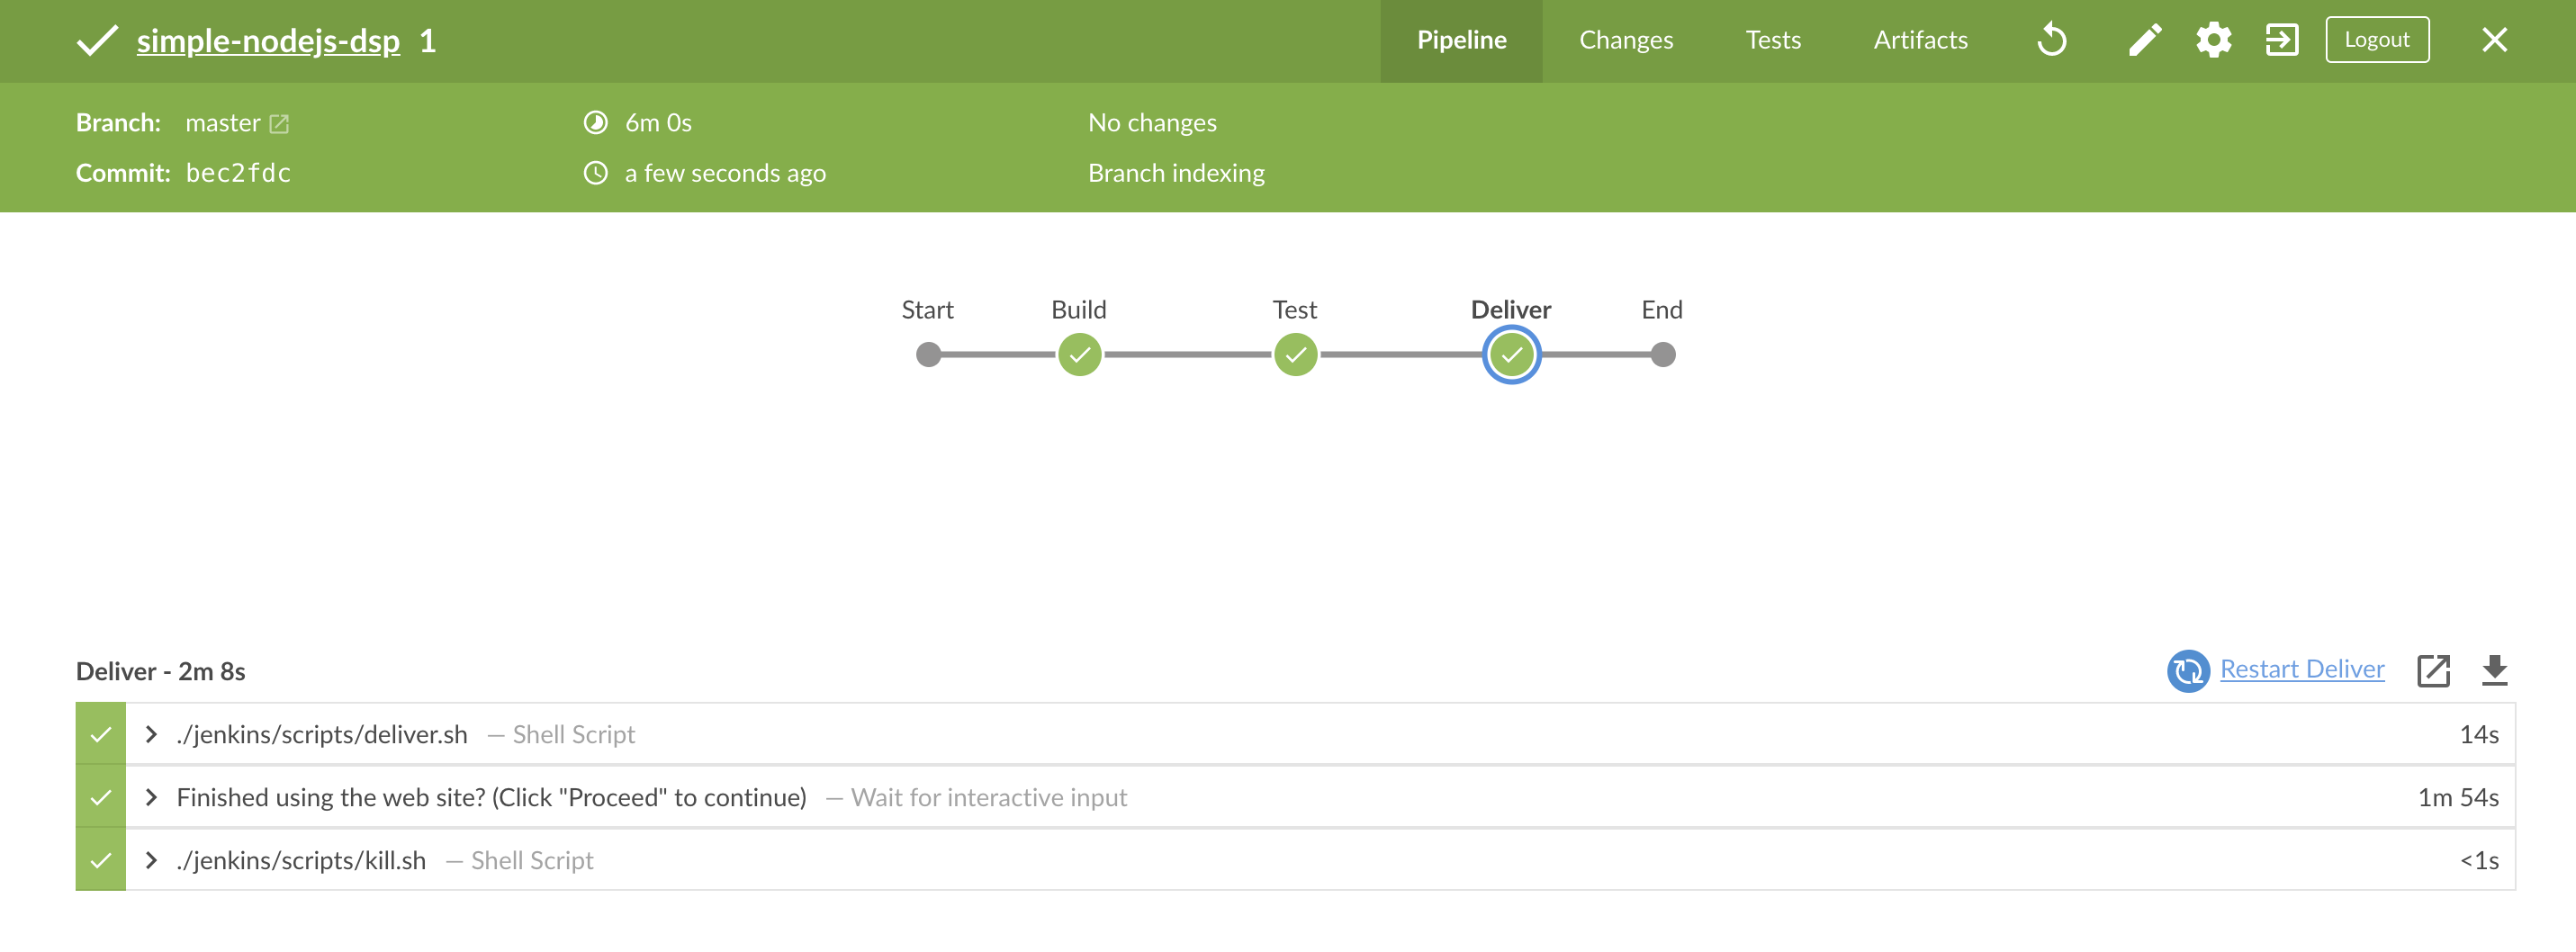 simple-nodejs-dsp 1 Pipeline Changes Tests Artifacts Logout
Branch: master 6m 0s No changes
Commit: bec2fdc a few seconds ago Branch indexing
Start Build Test Deliver End
Deliver - 2m 8s Restart Deliver
./jenkins/scripts/deliver.sh — Shell Script 14s
Finished using the web site? (Click "Proceed" to continue) — Wait for interactive input 1m 54s
./jenkins/scripts/kill.sh — Shell Script <1s